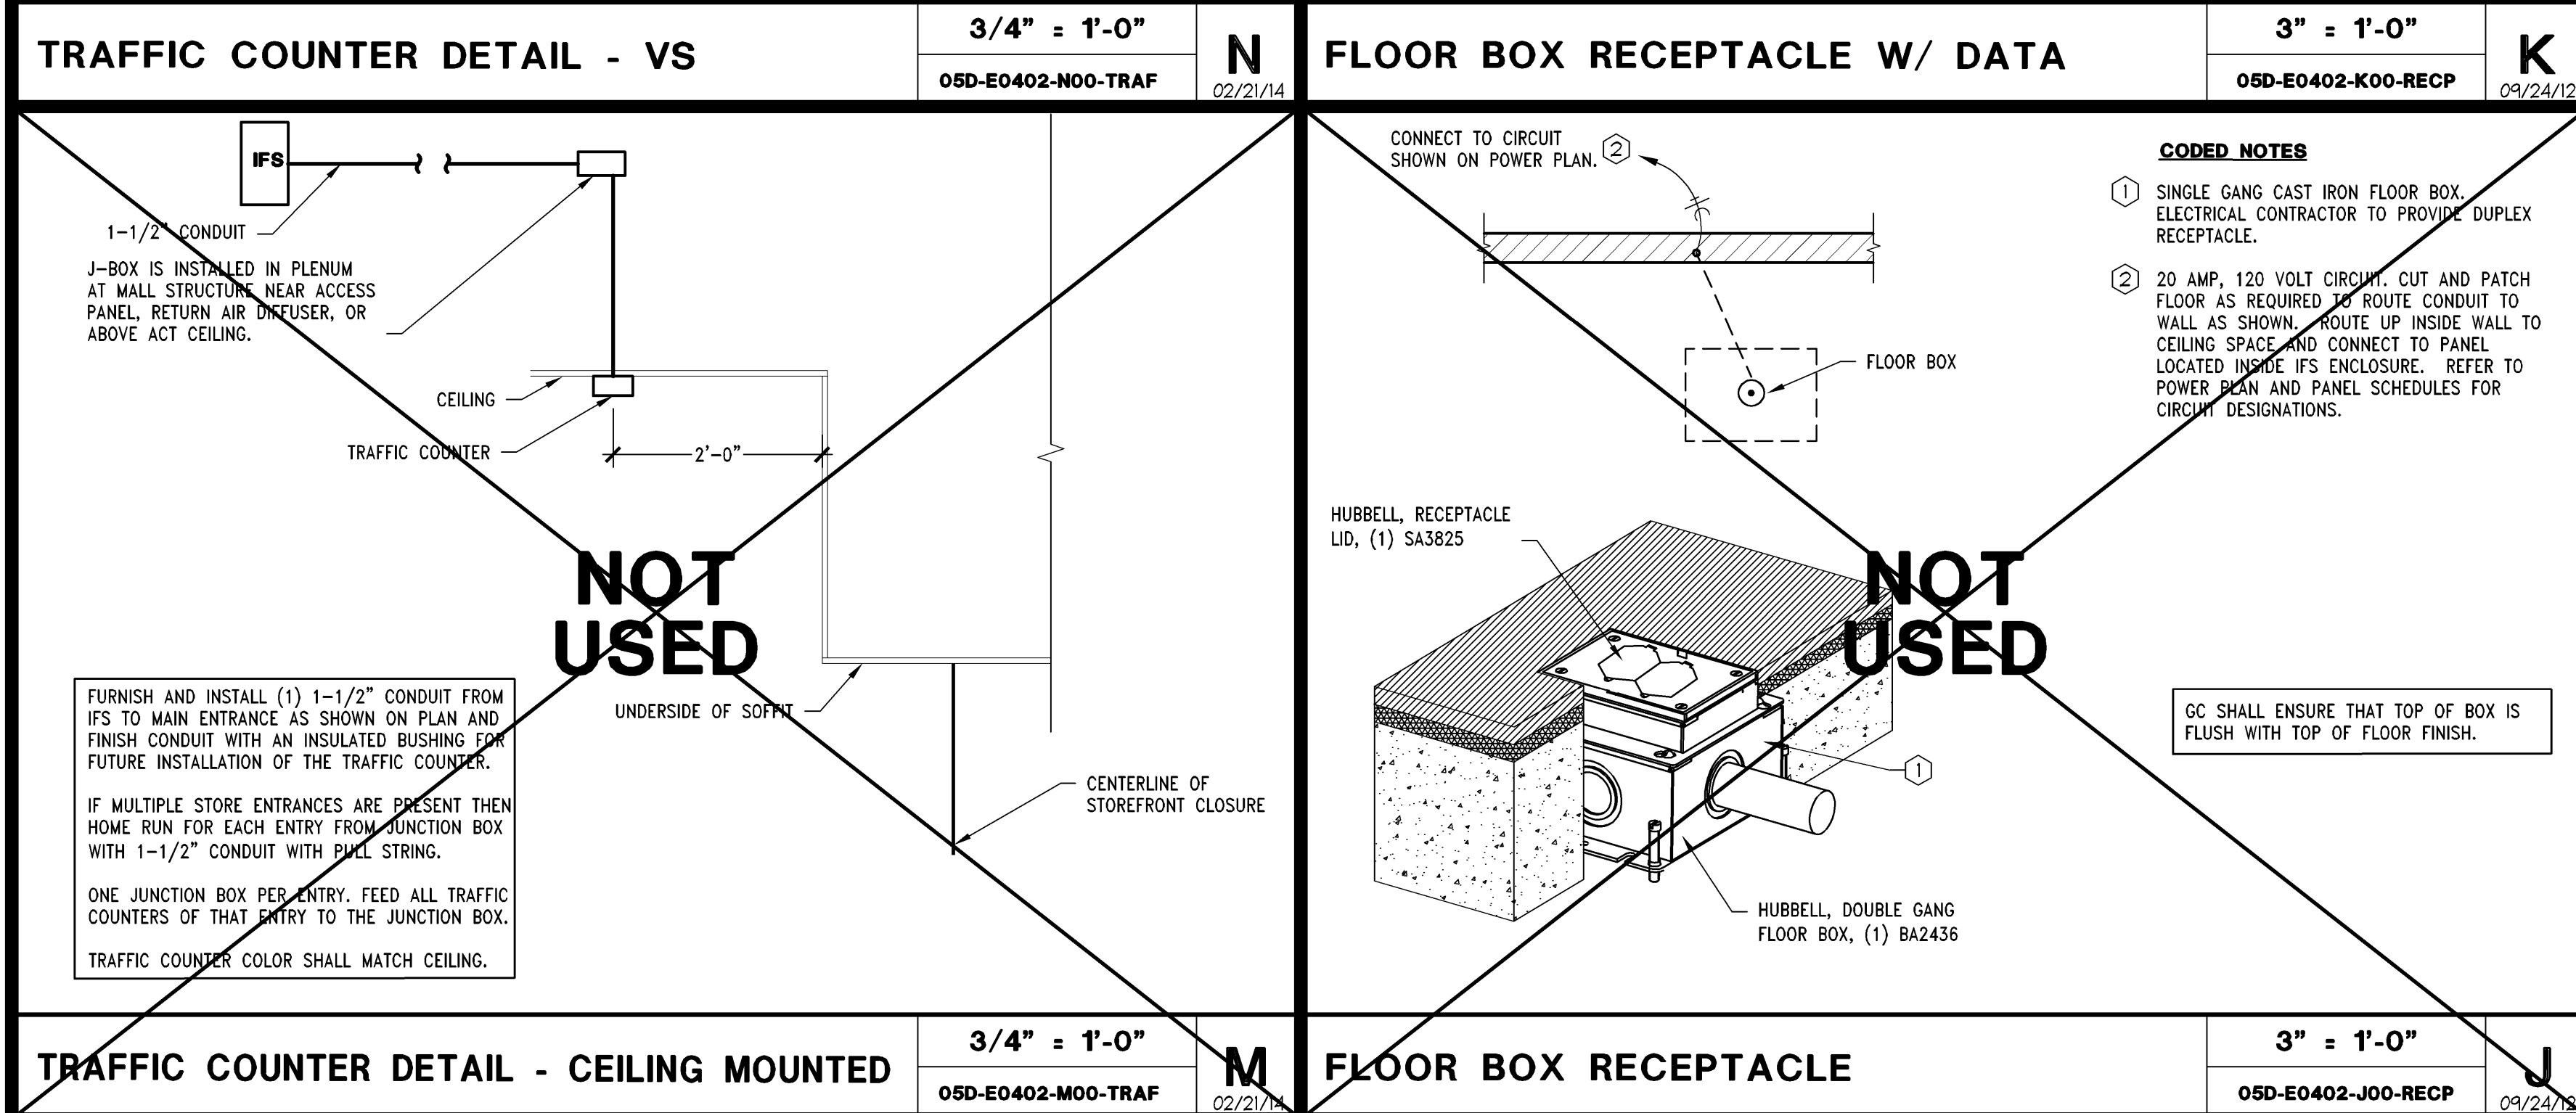 TRAFFIC COUNTER DETAIL - VS
3/4" = 1'-0"
05D-E0402-N00-TRAF
N
02/21/14
FLOOR BOX RECEPTACLE W/ DATA
3" = 1'-0"
05D-E0402-K00-RECP
K
09/24/12
IFS
1-1/2" CONDUIT
J-BOX IS INSTALLED IN PLENUM
AT MALL STRUCTURE NEAR ACCESS
PANEL, RETURN AIR DIFFUSER, OR
ABOVE ACT CEILING.
CEILING
TRAFFIC COUNTER
2'-0"
NOT
USED
UNDERSIDE OF SOFFIT
CENTERLINE OF
STOREFRONT CLOSURE
FURNISH AND INSTALL (1) 1-1/2" CONDUIT FROM
IFS TO MAIN ENTRANCE AS SHOWN ON PLAN AND
FINISH CONDUIT WITH AN INSULATED BUSHING FOR
FUTURE INSTALLATION OF THE TRAFFIC COUNTER.
IF MULTIPLE STORE ENTRANCES ARE PRESENT THEN
HOME RUN FOR EACH ENTRY FROM JUNCTION BOX
WITH 1-1/2" CONDUIT WITH PULL STRING.
ONE JUNCTION BOX PER ENTRY. FEED ALL TRAFFIC
COUNTERS OF THAT ENTRY TO THE JUNCTION BOX.
TRAFFIC COUNTER COLOR SHALL MATCH CEILING.
CONNECT TO CIRCUIT
SHOWN ON POWER PLAN. 2
FLOOR BOX
CODED NOTES
1 SINGLE GANG CAST IRON FLOOR BOX.
ELECTRICAL CONTRACTOR TO PROVIDE DUPLEX
RECEPTACLE.
2 20 AMP, 120 VOLT CIRCUIT. CUT AND PATCH
FLOOR AS REQUIRED TO ROUTE CONDUIT TO
WALL AS SHOWN. ROUTE UP INSIDE WALL TO
CEILING SPACE AND CONNECT TO PANEL
LOCATED INSIDE IFS ENCLOSURE. REFER TO
POWER PLAN AND PANEL SCHEDULES FOR
CIRCUIT DESIGNATIONS.
HUBBELL, RECEPTACLE
LID, (1) SA3825
NOT
USED
GC SHALL ENSURE THAT TOP OF BOX IS
FLUSH WITH TOP OF FLOOR FINISH.
1
HUBBELL, DOUBLE GANG
FLOOR BOX, (1) BA2436
TRAFFIC COUNTER DETAIL - CEILING MOUNTED
3/4" = 1'-0"
05D-E0402-M00-TRAF
M
02/21/14
FLOOR BOX RECEPTACLE
3" = 1'-0"
05D-E0402-J00-RECP
J
09/24/12